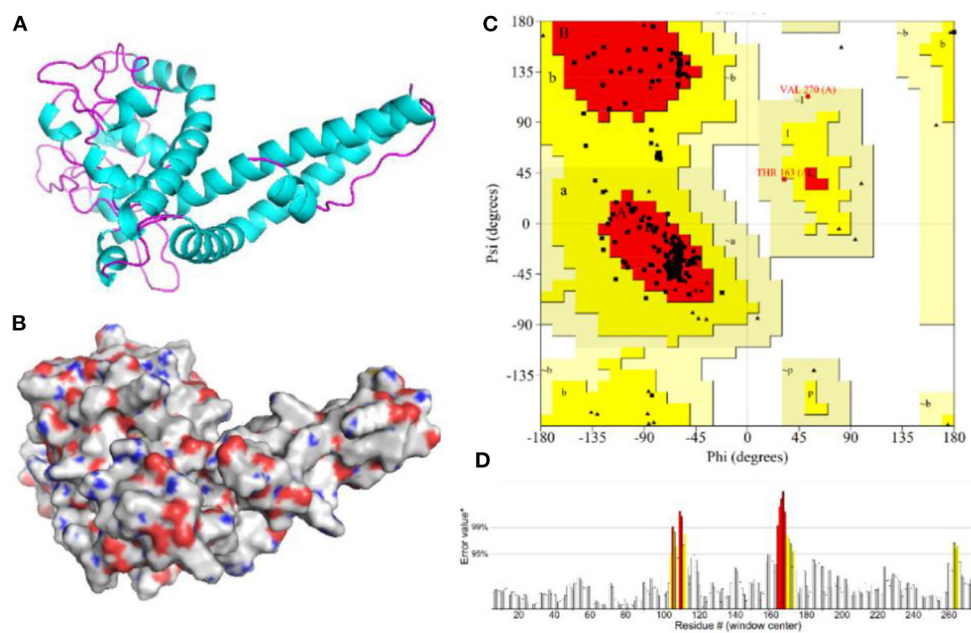 A
B
C
180
135
90
45
0
-45
-90
-135
Psi (degrees)
B
b
~b
~b
b
VAL 270 (A)
~l
l
THR 163 (A)
a
~a
~b
b
~p
p
~b
-180 -135 -90 -45 0 45 90 135 180
Phi (degrees)
D
Error value*
99%
95%
20 40 60 80 100 120 140 160 180 200 220 240 260
Residue # (window center)